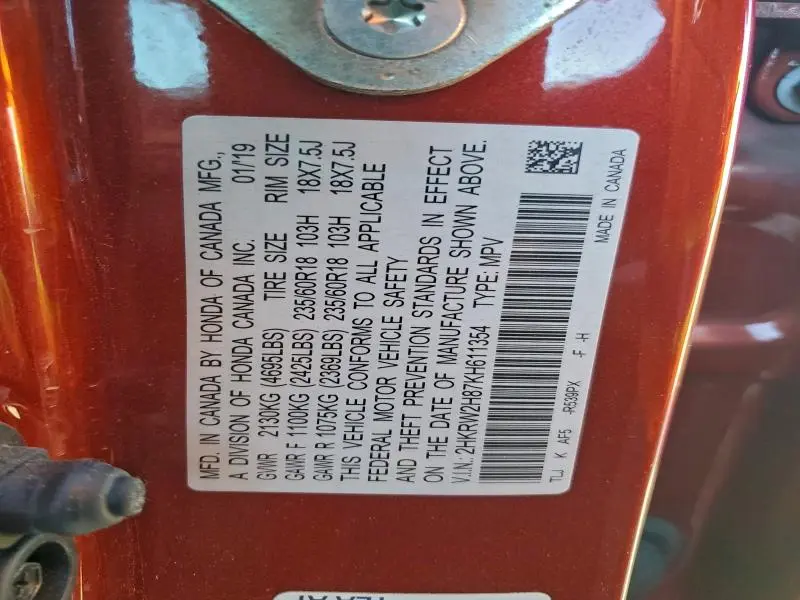 MFD. IN CANADA BY HONDA OF CANADA MFG.,
A DIVISION OF HONDA CANADA INC. 01/19
GVWR 2130KG (4695LBS) TIRE SIZE RIM SIZE
GAWR F 1100KG (2425LBS) 235/60R18 103H 18X7.5J
GAWR R 1075KG (2369LBS) 235/60R18 103H 18X7.5J
THIS VEHICLE CONFORMS TO ALL APPLICABLE
FEDERAL MOTOR VEHICLE SAFETY
AND THEFT PREVENTION STANDARDS IN EFFECT
ON THE DATE OF MANUFACTURE SHOWN ABOVE.
V.I.N.: 2HKRW2H87KH611354 TYPE: MPV
TLJ K AF5 -R539PX -F -H
MADE IN CANADA